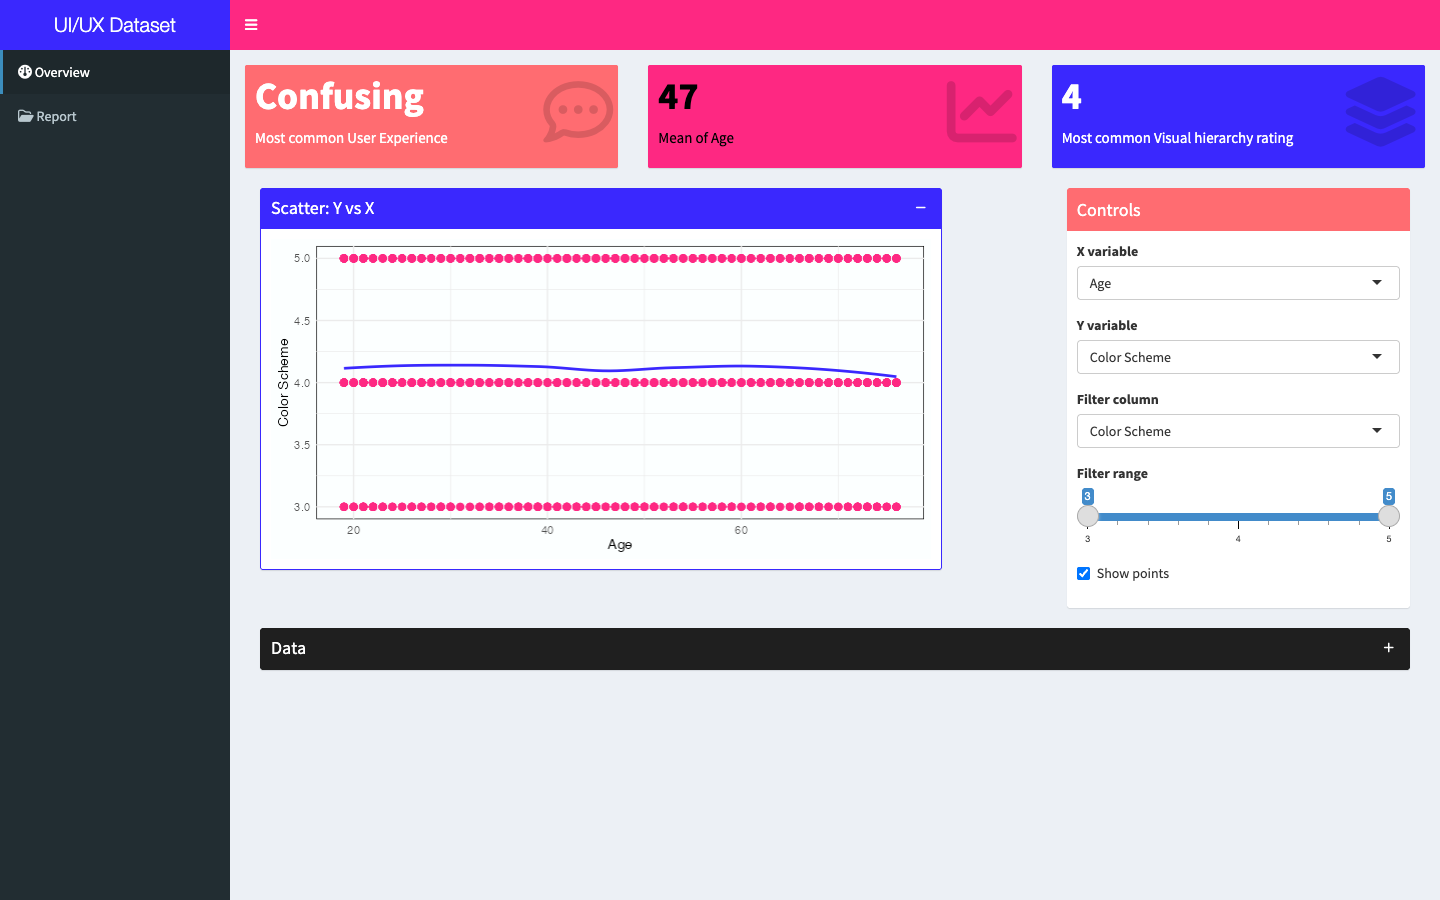 UI/UX Dataset
Overview
Report
Confusing
Most common User Experience
47
Mean of Age
4
Most common Visual hierarchy rating
Scatter: Y vs X
5.0
4.5
4.0
3.5
3.0
Color Scheme
20 40 60
Age
Controls
X variable
Age
Y variable
Color Scheme
Filter column
Color Scheme
Filter range
3 5
3 4 5
Show points
Data